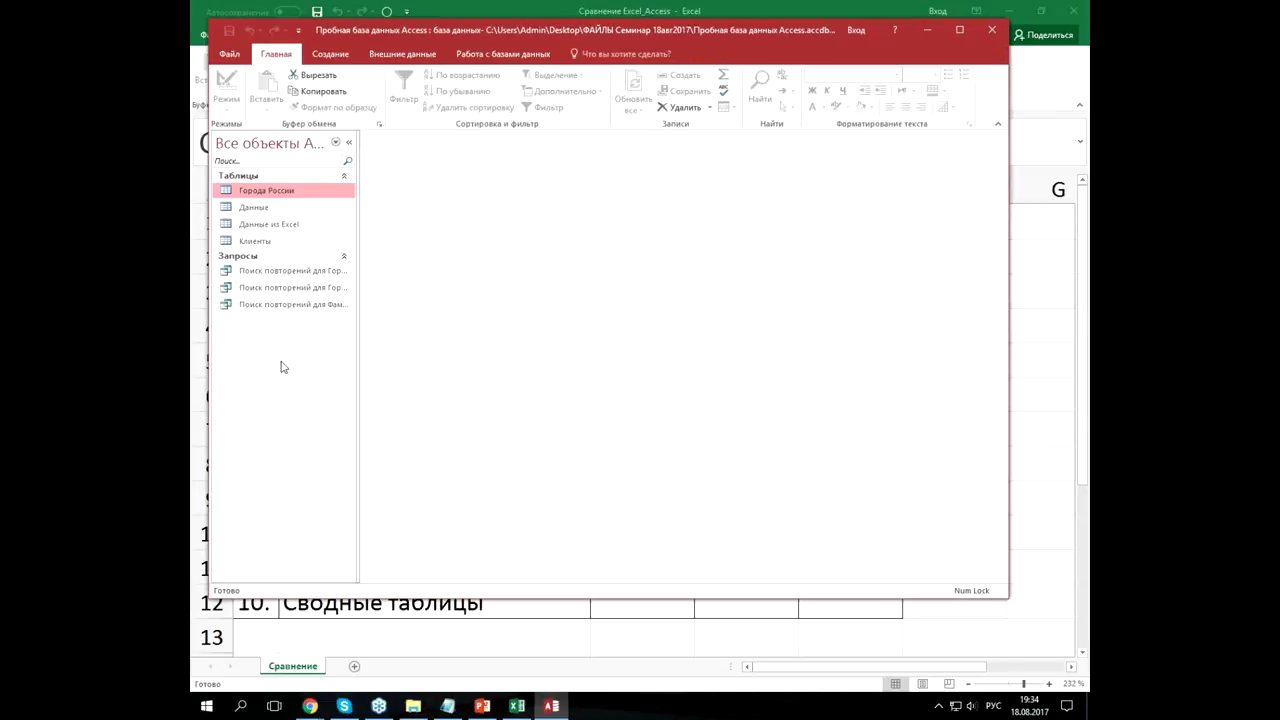 Автосохранение
Сравнение Excel_Access - Excel
Вход
Пробная база данных Access : база данных- C:\Users\Admin\Desktop\ФАЙЛЫ Семинар 18авг2017\Пробная база данных Access.accdb...
Вход
?
Поделиться
Файл
Главная
Создание
Внешние данные
Работа с базами данных
Что вы хотите сделать?
Режим
Вставить
Вырезать
Копировать
Формат по образцу
Фильтр
По возрастанию
По убыванию
Удалить сортировку
Выделение
Дополнительно
Фильтр
Обновить
все
Создать
Сохранить
Удалить
Найти
Ж К Ч
Режимы
Буфер обмена
Сортировка и фильтр
Записи
Найти
Форматирование текста
Все объекты A...
Поиск...
Таблицы
Города России
Данные
Данные из Excel
Клиенты
Запросы
Поиск повторений для Гор...
Поиск повторений для Гор...
Поиск повторений для Фам...
G
Готово
Num Lock
12 10. Сводные таблицы
13
Сравнение
Готово
232 %
РУС
19:34
18.08.2017